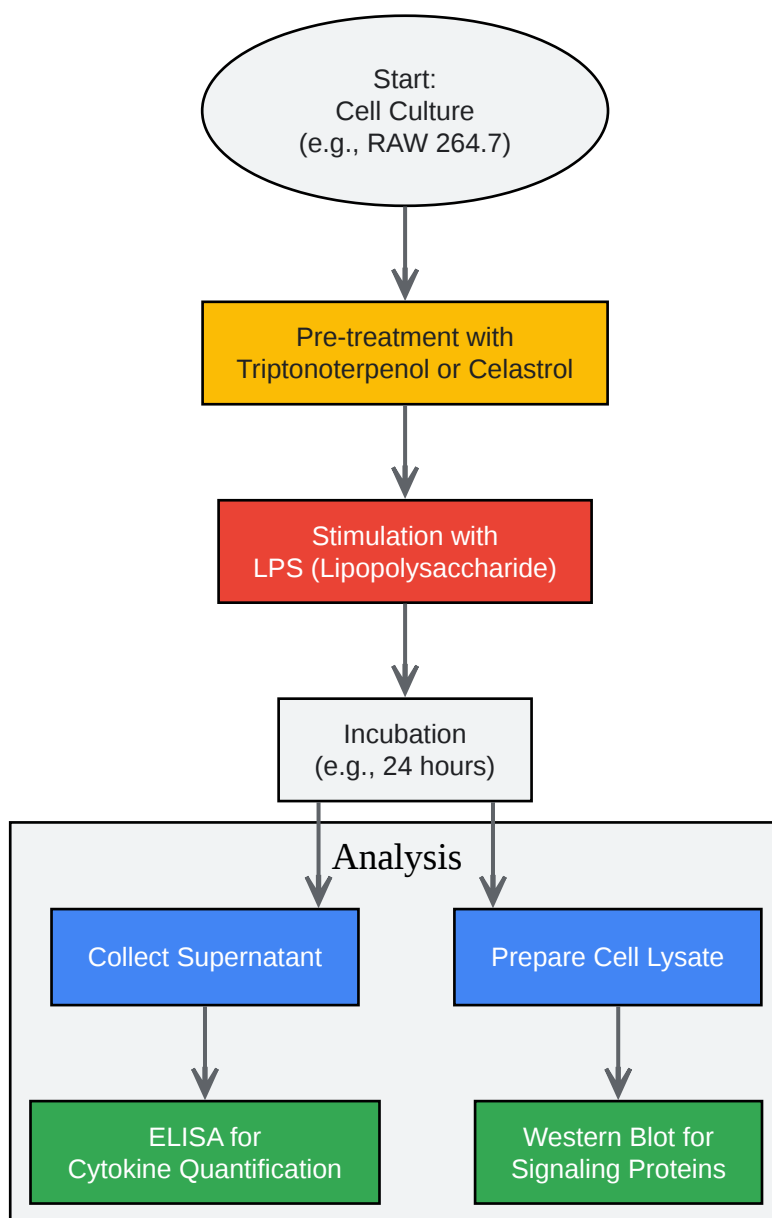 Start:
Cell Culture
(e.g., RAW 264.7)
Pre-treatment with
Triptonoterpenol or Celastrol
Stimulation with
LPS (Lipopolysaccharide)
Incubation
(e.g., 24 hours)
Analysis
Collect Supernatant
Prepare Cell Lysate
ELISA for
Cytokine Quantification
Western Blot for
Signaling Proteins